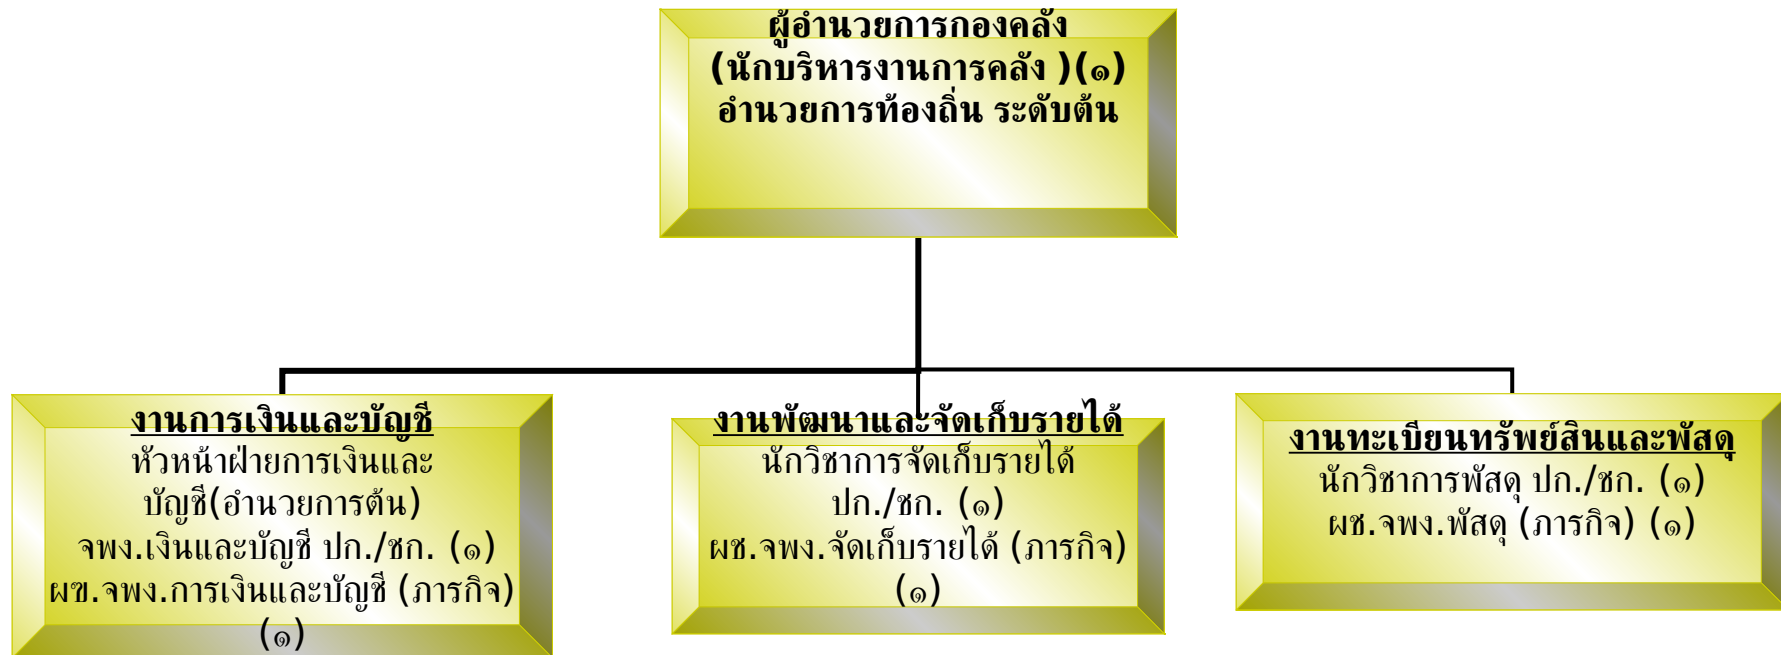 ผู้อำนวยการกองคลัง
(นักบริหารงานการคลัง )(๑)
อำนวยการท้องถิ่น ระดับต้น
งานการเงินและบัญชี
หัวหน้าฝ่ายการเงินและ
บัญชี(อำนวยการต้น)
จพง.เงินและบัญชี ปก./ชก. (๑)
ผข.จพง.การเงินและบัญชี (ภารกิจ)
(๑)
งานพัฒนาและจัดเก็บรายได้
นักวิชาการจัดเก็บรายได้
ปก./ชก. (๑)
ผช.จพง.จัดเก็บรายได้ (ภารกิจ)
(๑)
งานทะเบียนทรัพย์สินและพัสดุ
นักวิชาการพัสดุ ปก./ชก. (๑)
ผช.จพง.พัสดุ (ภารกิจ) (๑)